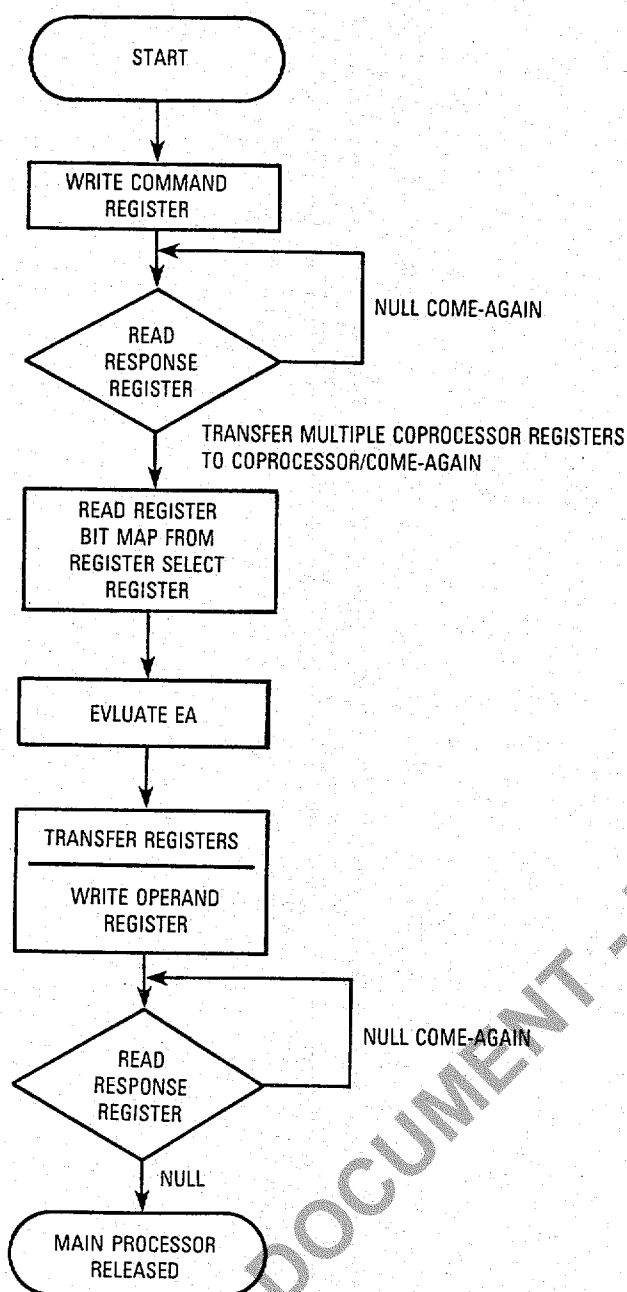 START
WRITE COMMAND
REGISTER
NULL COME-AGAIN
READ
RESPONSE
REGISTER
TRANSFER MULTIPLE COPROCESSOR REGISTERS
TO COPROCESSOR/COME-AGAIN
READ REGISTER
BIT MAP FROM
REGISTER SELECT
REGISTER
EVLUATE EA
TRANSFER REGISTERS
WRITE OPERAND
REGISTER
NULL COME-AGAIN
READ
RESPONSE
REGISTER
NULL
MAIN PROCESSOR
RELEASED
DOCUMENT -